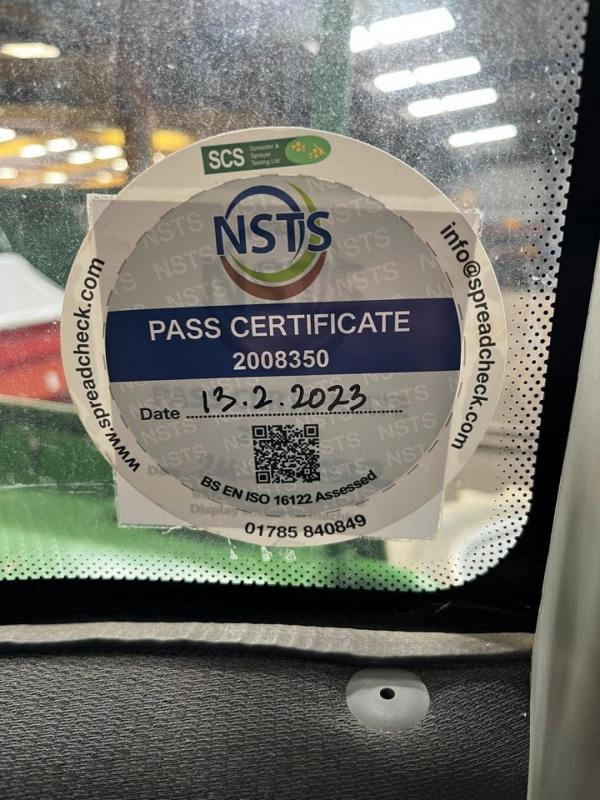 SCS Spreader & Sprayer Testing Ltd
NSTS
PASS CERTIFICATE
2008350
Date 13.2.2023
BS EN ISO 16122 Assessed
01785 840849
www.spreadcheck.com
info@spreadcheck.com